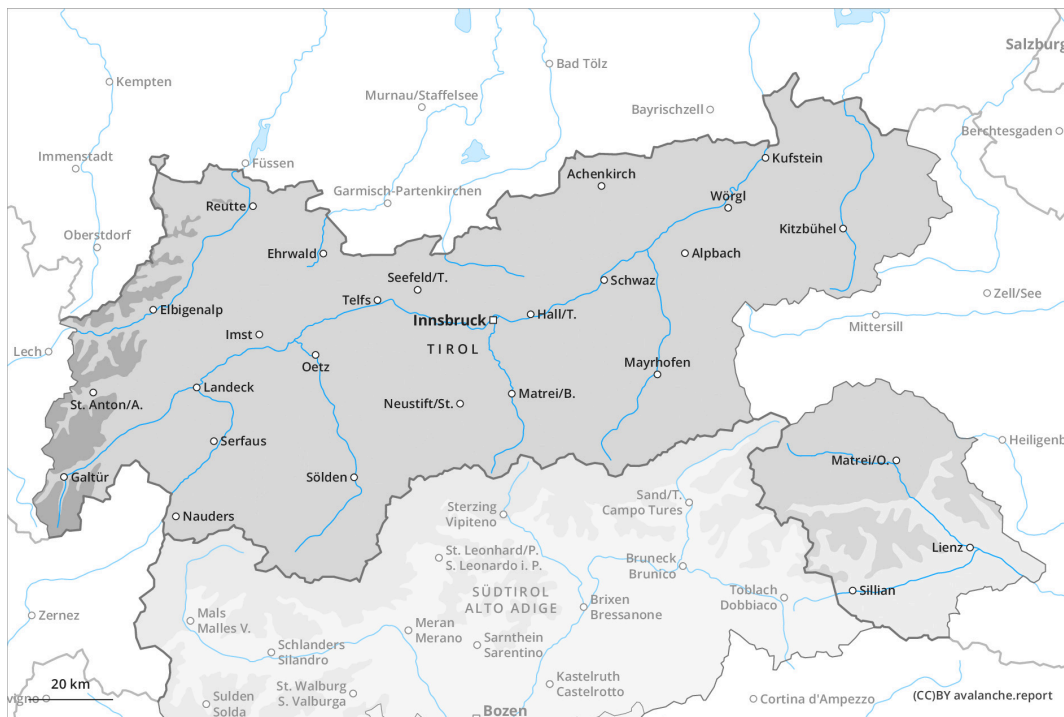 Salzburg
Kempten
Bad Tölz
Murnau/Staffelsee
Bayrischzell
Berchtesgaden
Immenstadt
Füssen
Kufstein
Garmisch-Partenkirchen
Achenkirch
Reutte
Wörgl
Oberstdorf
Kitzbühel
Ehrwald
Alpbach
Seefeld/T.
Schwaz
Zell/See
Telfs
Elbigenalp
Innsbruck
Hall/T.
Mittersill
Imst
TIROL
Lech
Oetz
Mayrhofen
Landeck
St. Anton/A.
Neustift/St.
Matrei/B.
Serfaus
Heiligenb
Matrei/O.
Galtür
Sölden
Sand/T.
Campo Tures
Sterzing
Vipiteno
Nauders
Lienz
St. Leonhard/P.
S. Leonardo i. P.
Bruneck
Brunico
SÜDTIROL
ALTO ADIGE
Sillian
Toblach
Dobbiaco
Brixen
Bressanone
Zernez
Mals
Malles V.
Meran
Merano
Sarnthein
Sarentino
Schlanders
Silandro
Kastelruth
Castelrotto
20 km
St. Walburg
S. Valburga
vigno
Sulden
Solda
Cortina d'Ampezzo
(CC)BY avalanche.report
Bozen